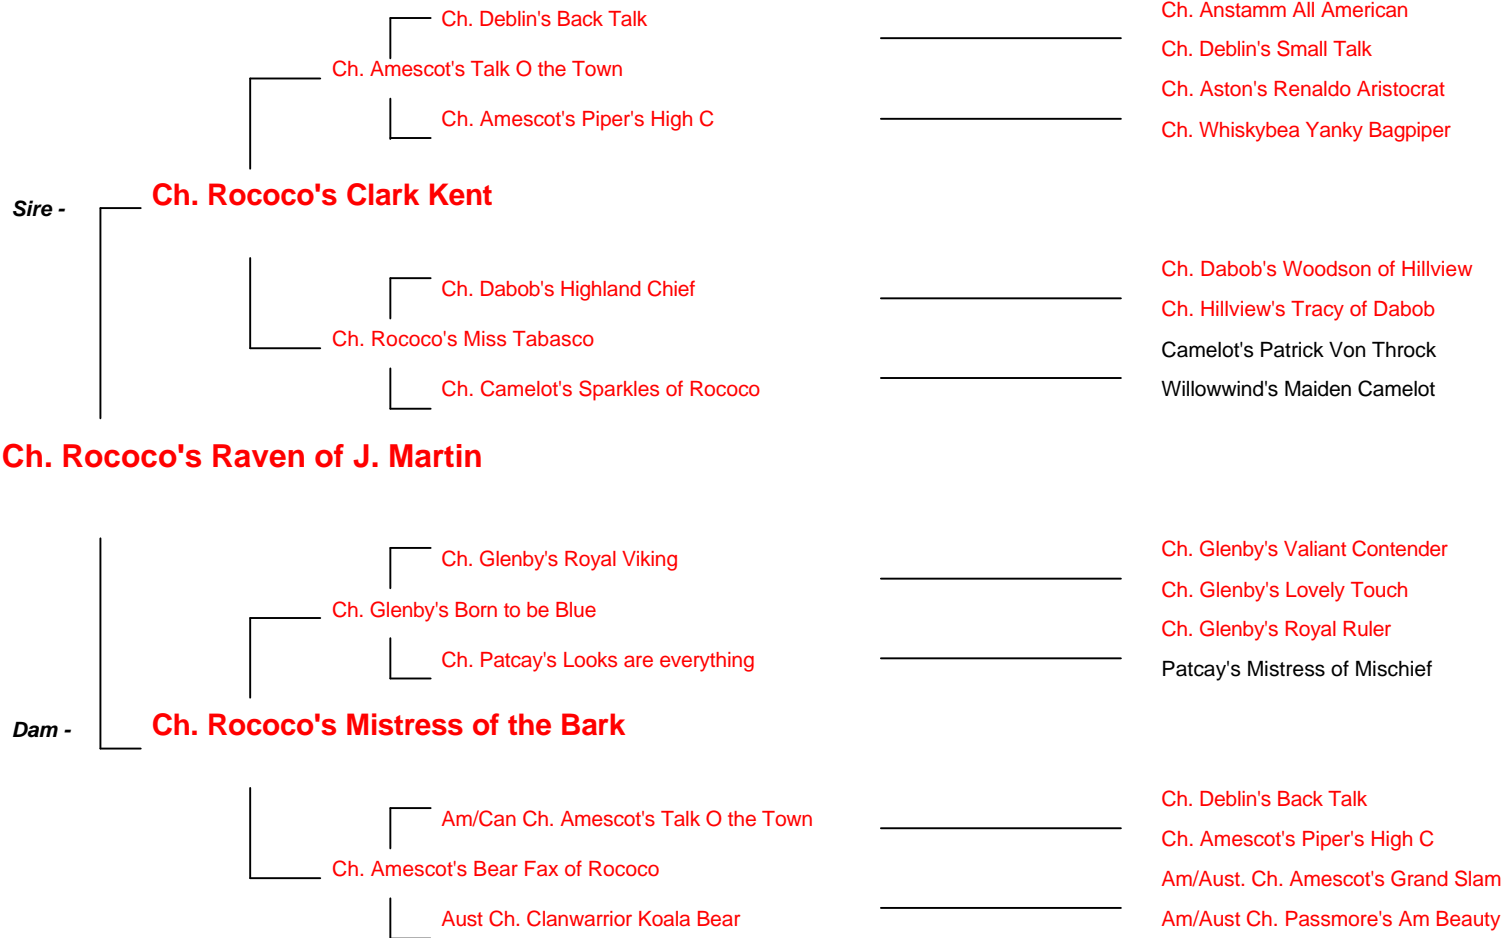 Ch. Anstamm All American
Ch. Deblin's Back Talk
Ch. Deblin's Small Talk
Ch. Amescot's Talk O the Town
Ch. Aston's Renaldo Aristocrat
Ch. Amescot's Piper's High C
Ch. Whiskybea Yanky Bagpiper
Sire -
Ch. Rococo's Clark Kent
Ch. Dabob's Woodson of Hillview
Ch. Dabob's Highland Chief
Ch. Hillview's Tracy of Dabob
Ch. Rococo's Miss Tabasco
Camelot's Patrick Von Throck
Ch. Camelot's Sparkles of Rococo
Willowwind's Maiden Camelot
Ch. Rococo's Raven of J. Martin
Ch. Glenby's Valiant Contender
Ch. Glenby's Royal Viking
Ch. Glenby's Lovely Touch
Ch. Glenby's Born to be Blue
Ch. Glenby's Royal Ruler
Ch. Patcay's Looks are everything
Patcay's Mistress of Mischief
Dam -
Ch. Rococo's Mistress of the Bark
Ch. Deblin's Back Talk
Am/Can Ch. Amescot's Talk O the Town
Ch. Amescot's Piper's High C
Ch. Amescot's Bear Fax of Rococo
Am/Aust. Ch. Amescot's Grand Slam
Aust Ch. Clanwarrior Koala Bear
Am/Aust Ch. Passmore's Am Beauty